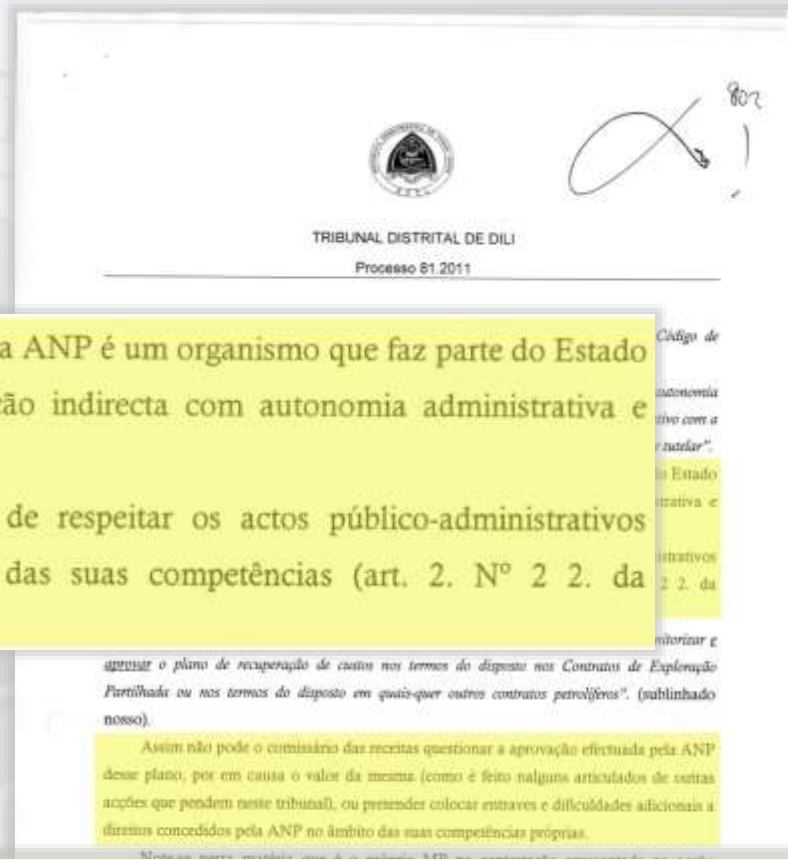 802
TRIBUNAL DISTRITAL DE DILI
Processo 81.2011
Código de
autonomia
tivo com a
tutelar".
a ANP é um organismo que faz parte do Estado
ão indirecta com autonomia administrativa e
de respeitar os actos público-administrativos
das suas competências (art. 2. Nº 2 2. da
Estado
trativa e
istrativos
2 2. da
nitorizar e
aprovar o plano de recuperação de custos nos termos do disposto nos Contratos de Exploração
Partilhada ou nos termos do disposto em quais-quer outros contratos petrolíferos". (sublinhado
nosso).
Assim não pode o comissário das receitas questionar a aprovação efectuada pela ANP
desse plano, por em causa o valor da mesma (como é feito nalguns articulados de outras
acções que pendem neste tribunal), ou pretender colocar entraves e dificuldades adicionais a
direitos concedidos pela ANP no âmbito das suas competências próprias.